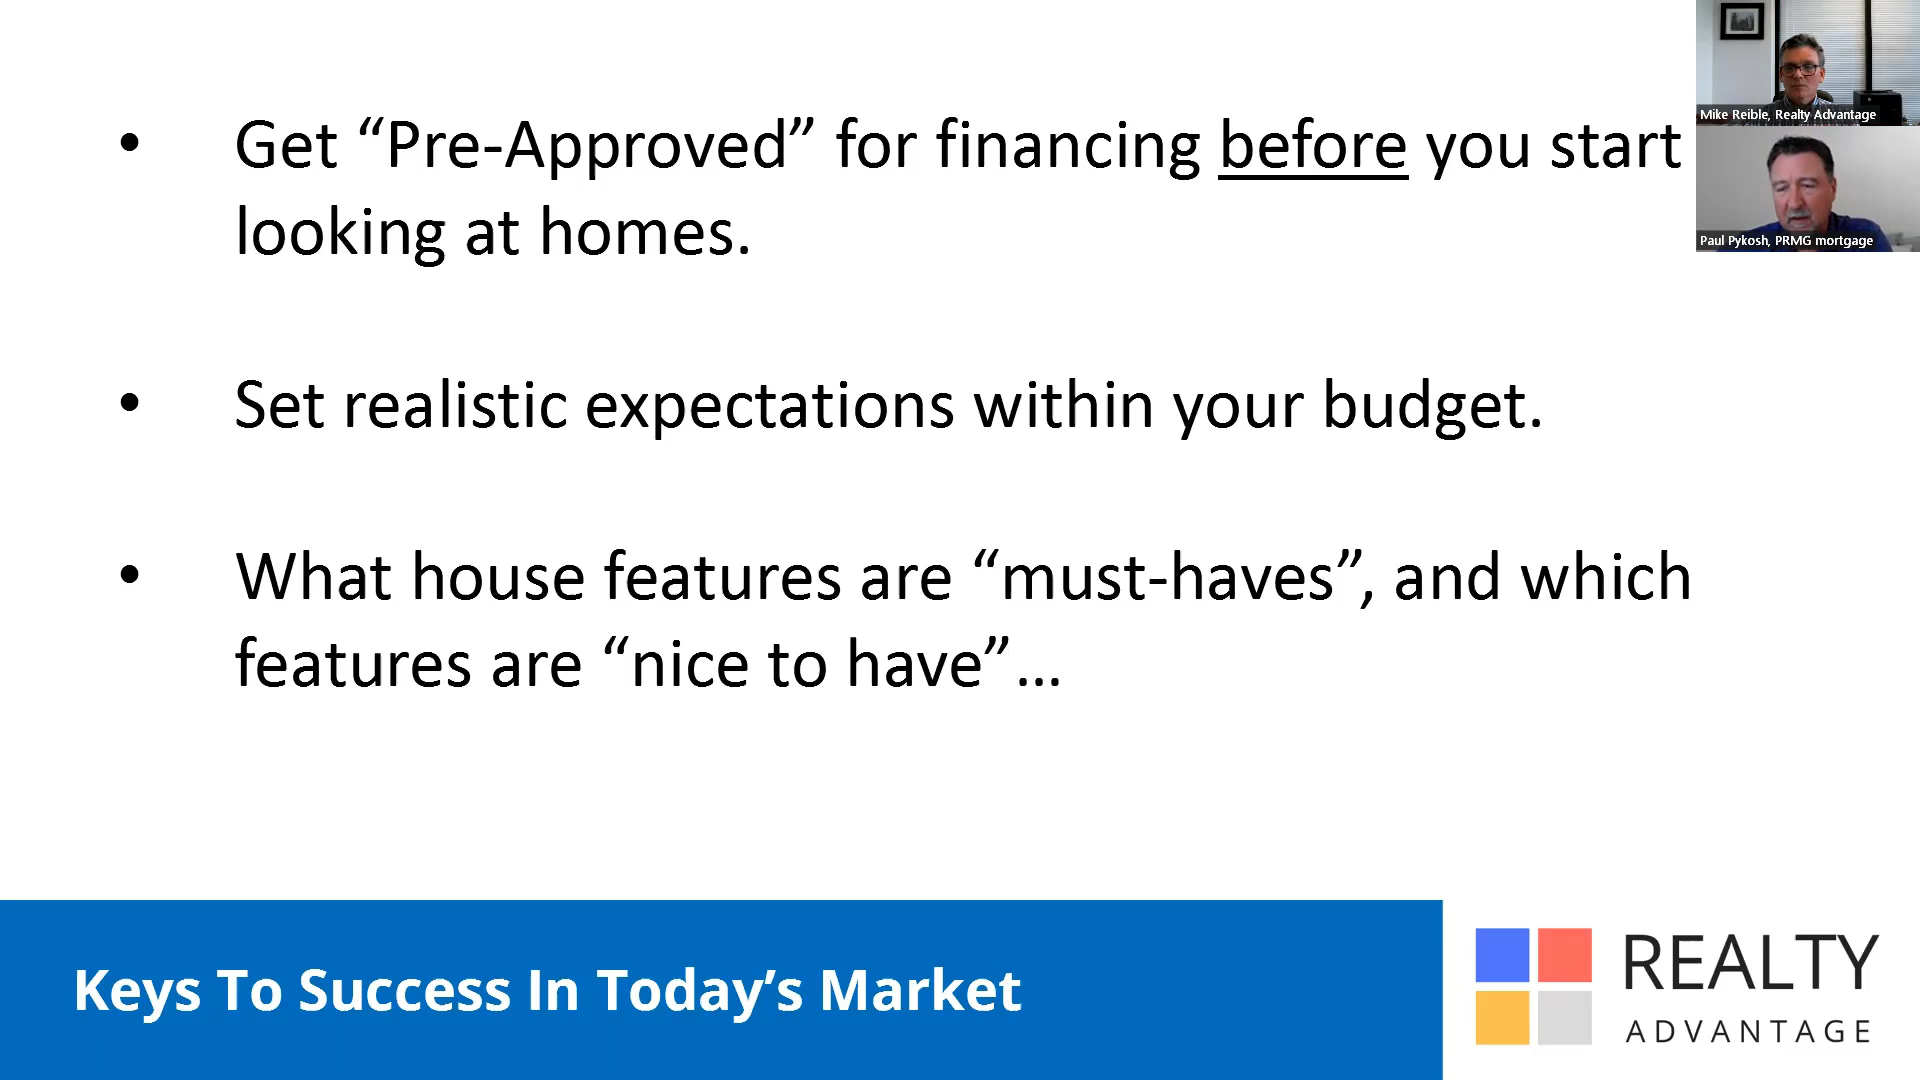 • Get “Pre-Approved” for financing before you start
looking at homes.
• Set realistic expectations within your budget.
• What house features are “must-haves”, and which
features are “nice to have”…
Mike Reible, Realty Advantage
Paul Pykosh, PRMG mortgage
Keys To Success In Today’s Market
REALTY
ADVANTAGE